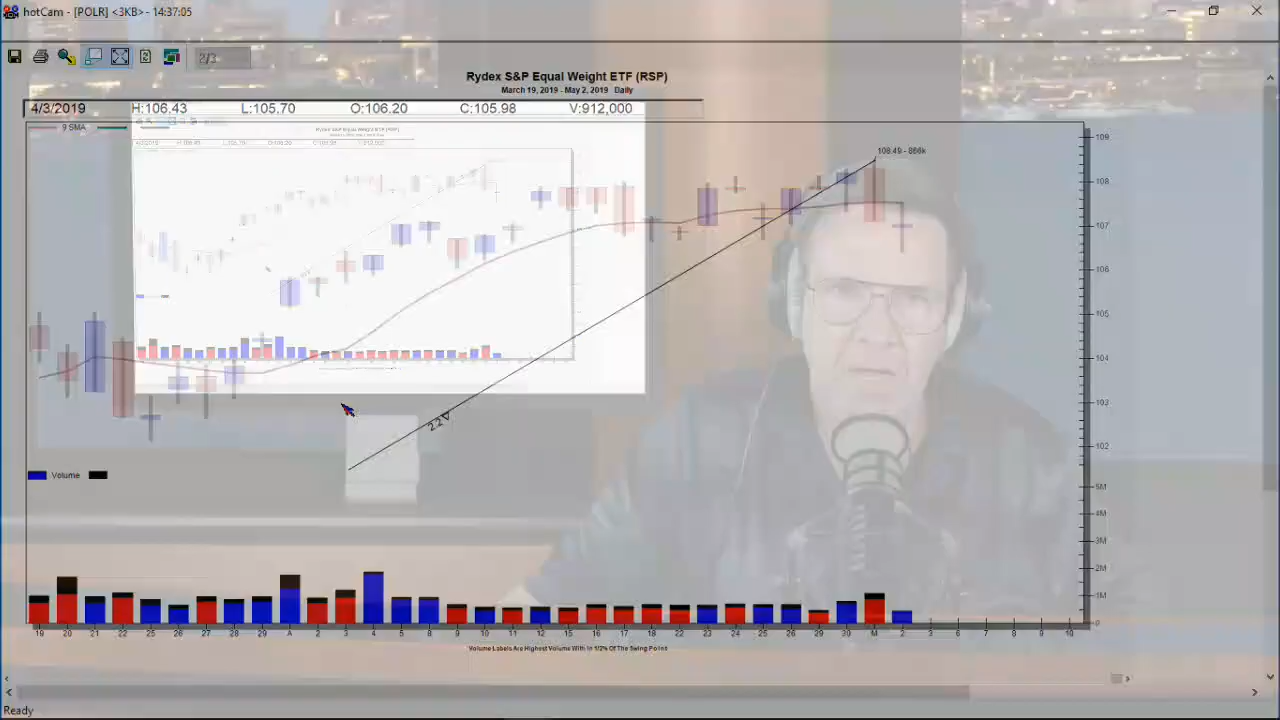 hotCam - [POLR] <3KB> - 14:37:05
2/3
Rydex S&P Equal Weight ETF (RSP)
March 19, 2019 - May 2, 2019 Daily
4/3/2019 H:106.43 L:105.70 O:106.20 C:105.98 V:912,000
9 SMA
108.49 - 866k
109
108
107
106
105
104
103
102
2.2
Volume
5M
4M
3M
2M
1M
0
19 20 21 22 25 26 27 28 29 A 2 3 4 5 8 9 10 11 12 15 16 17 18 22 23 24 25 26 29 30 M 2 3 6 7 8 9 10
Volume Labels Are Highest Volume With In 1/2% Of The Swing Point
Ready